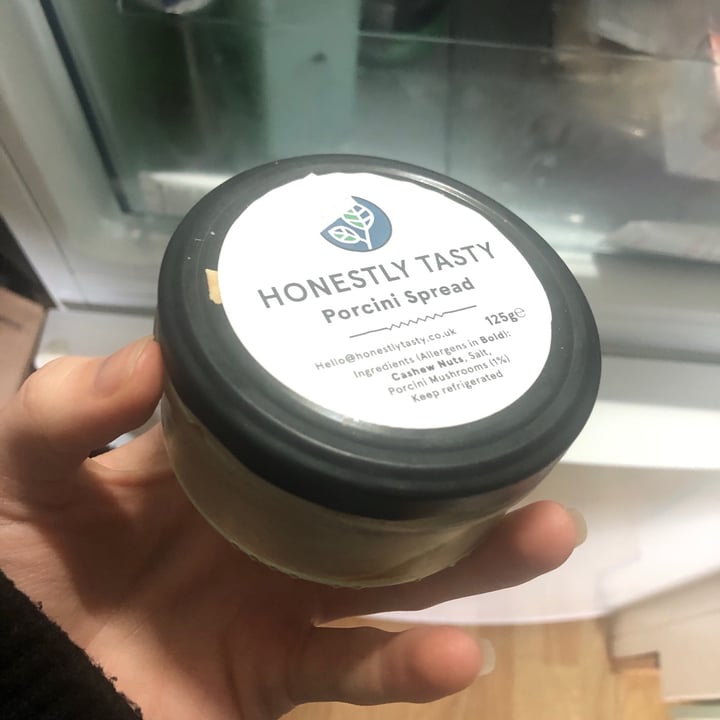 HONESTLY TASTY
Porcini Spread
125g℮
Hello@honestlytasty.co.uk
Ingredients (Allergens in Bold):
Cashew Nuts, Salt,
Porcini Mushrooms (1%)
Keep refrigerated